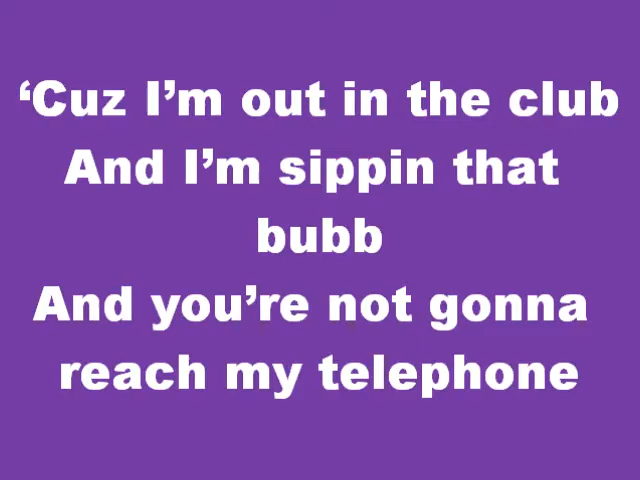 ‘Cuz I’m out in the club
And I’m sippin that
bubb
And you’re not gonna
reach my telephone